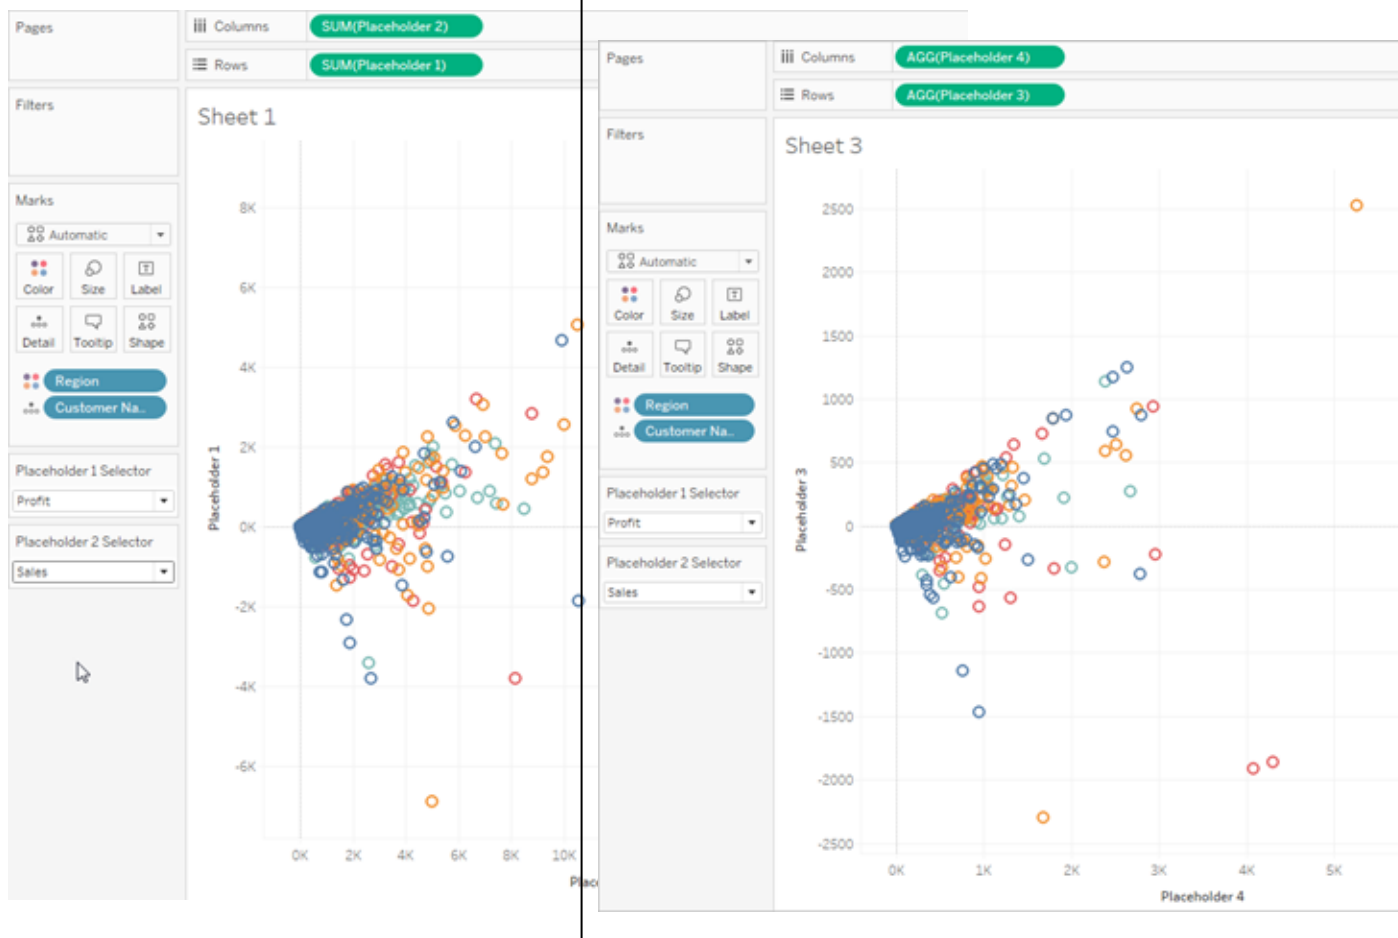 Pages
Columns
SUM(Placeholder 2)
Rows
SUM(Placeholder 1)
Filters
Sheet 1
Marks
Automatic
Color
Size
Label
Detail
Tooltip
Shape
Region
Customer Na..
Placeholder 1 Selector
Profit
Placeholder 2 Selector
Sales
Placeholder 1
8K
6K
4K
2K
0K
-2K
-4K
-6K
0K 2K 4K 6K 8K 10K
Place
Pages
Columns
AGG(Placeholder 4)
Rows
AGG(Placeholder 3)
Filters
Sheet 3
Marks
Automatic
Color
Size
Label
Detail
Tooltip
Shape
Region
Customer Na..
Placeholder 1 Selector
Profit
Placeholder 2 Selector
Sales
Placeholder 3
2500
2000
1500
1000
500
0
-500
-1000
-1500
-2000
-2500
0K 1K 2K 3K 4K 5K
Placeholder 4